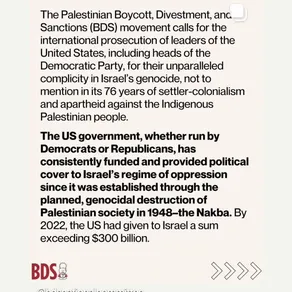 The Palestinian Boycott, Divestment, and
Sanctions (BDS) movement calls for the
international prosecution of leaders of the
United States, including heads of the
Democratic Party, for their unparalleled
complicity in Israel's genocide, not to
mention in its 76 years of settler-colonialism
and apartheid against the Indigenous
Palestinian people.
The US government, whether run by
Democrats or Republicans, has
consistently funded and provided political
cover to Israel's regime of oppression
since it was established through the
planned, genocidal destruction of
Palestinian society in 1948–the Nakba. By
2022, the US had given to Israel a sum
exceeding $300 billion.
BDS